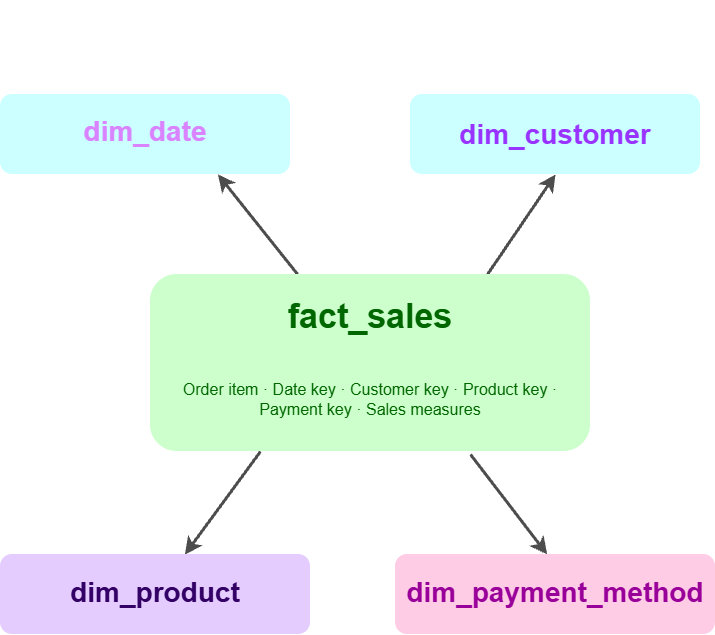 dim_date
dim_customer
fact_sales
Order item · Date key · Customer key · Product key ·
Payment key · Sales measures
dim_product
dim_payment_method